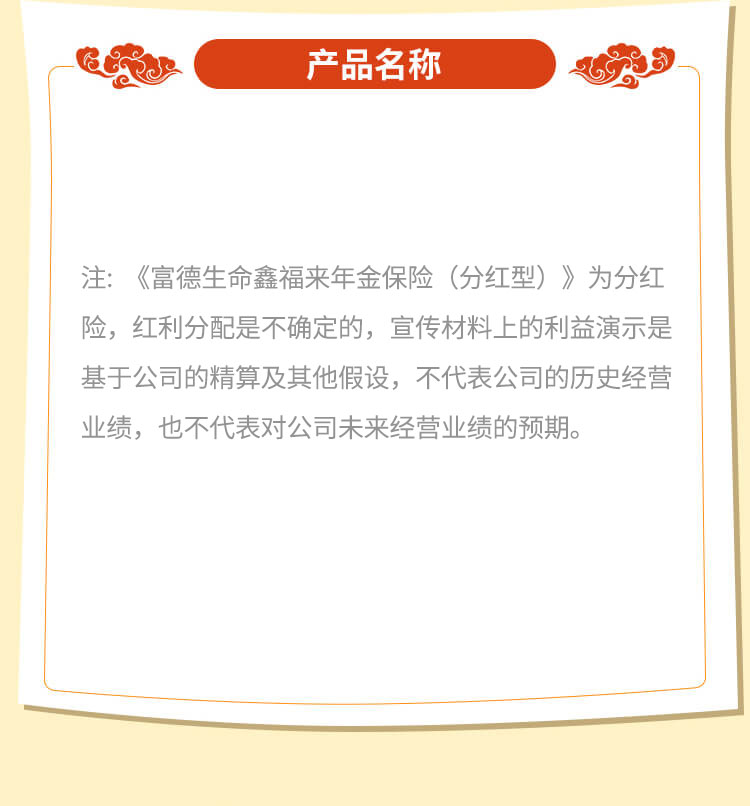 产品名称
注：《富德生命鑫福来年金保险（分红型）》为分红
险，红利分配是不确定的，宣传材料上的利益演示是
基于公司的精算及其他假设，不代表公司的历史经营
业绩，也不代表对公司未来经营业绩的预期。